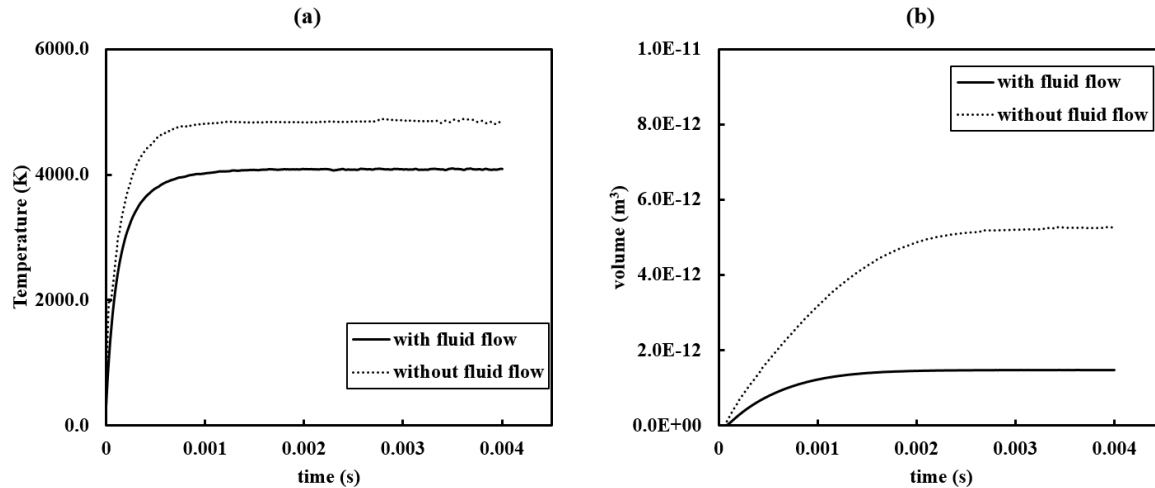 (a)
6000.0
4000.0
2000.0
0.0
Temperature (K)
with fluid flow
without fluid flow
0
0.001
0.002
0.003
0.004
time (s)
(b)
1.0E-11
8.0E-12
6.0E-12
4.0E-12
2.0E-12
0.0E+00
volume (m³)
with fluid flow
without fluid flow
0
0.001
0.002
0.003
0.004
time (s)